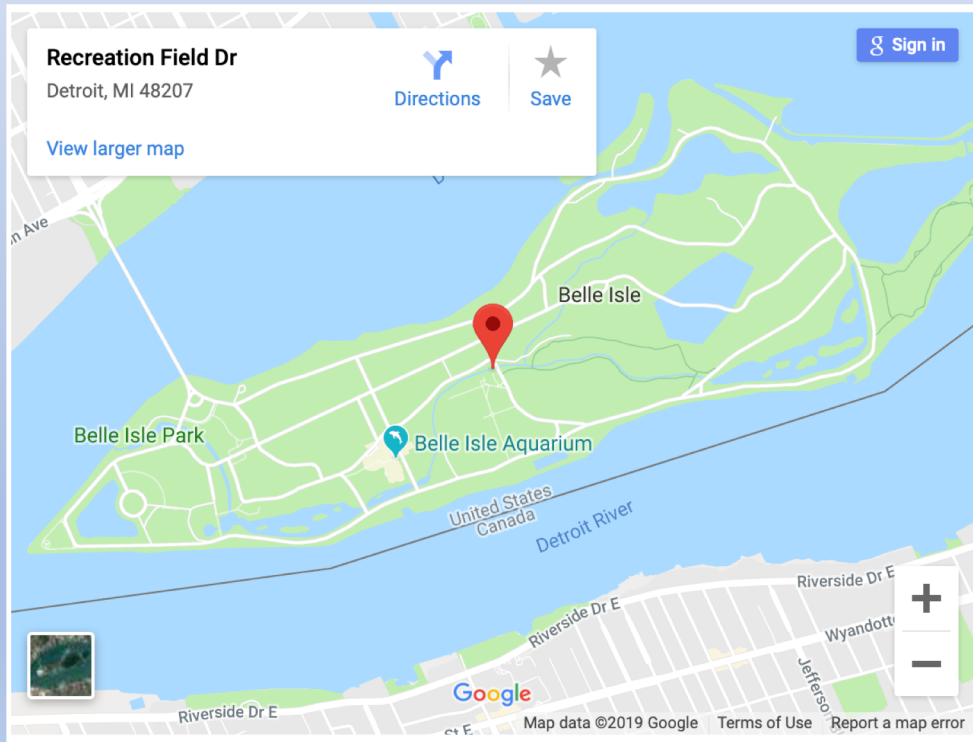 Recreation Field Dr
Detroit, MI 48207
Directions
Save
View larger map
Sign in
n Ave
Belle Isle
Belle Isle Park
Belle Isle Aquarium
United States
Canada
Detroit River
Riverside Dr E
Riverside Dr E
Wyandott
Jefferson
Riverside Dr E
St E
Google
Map data ©2019 Google
Terms of Use
Report a map error